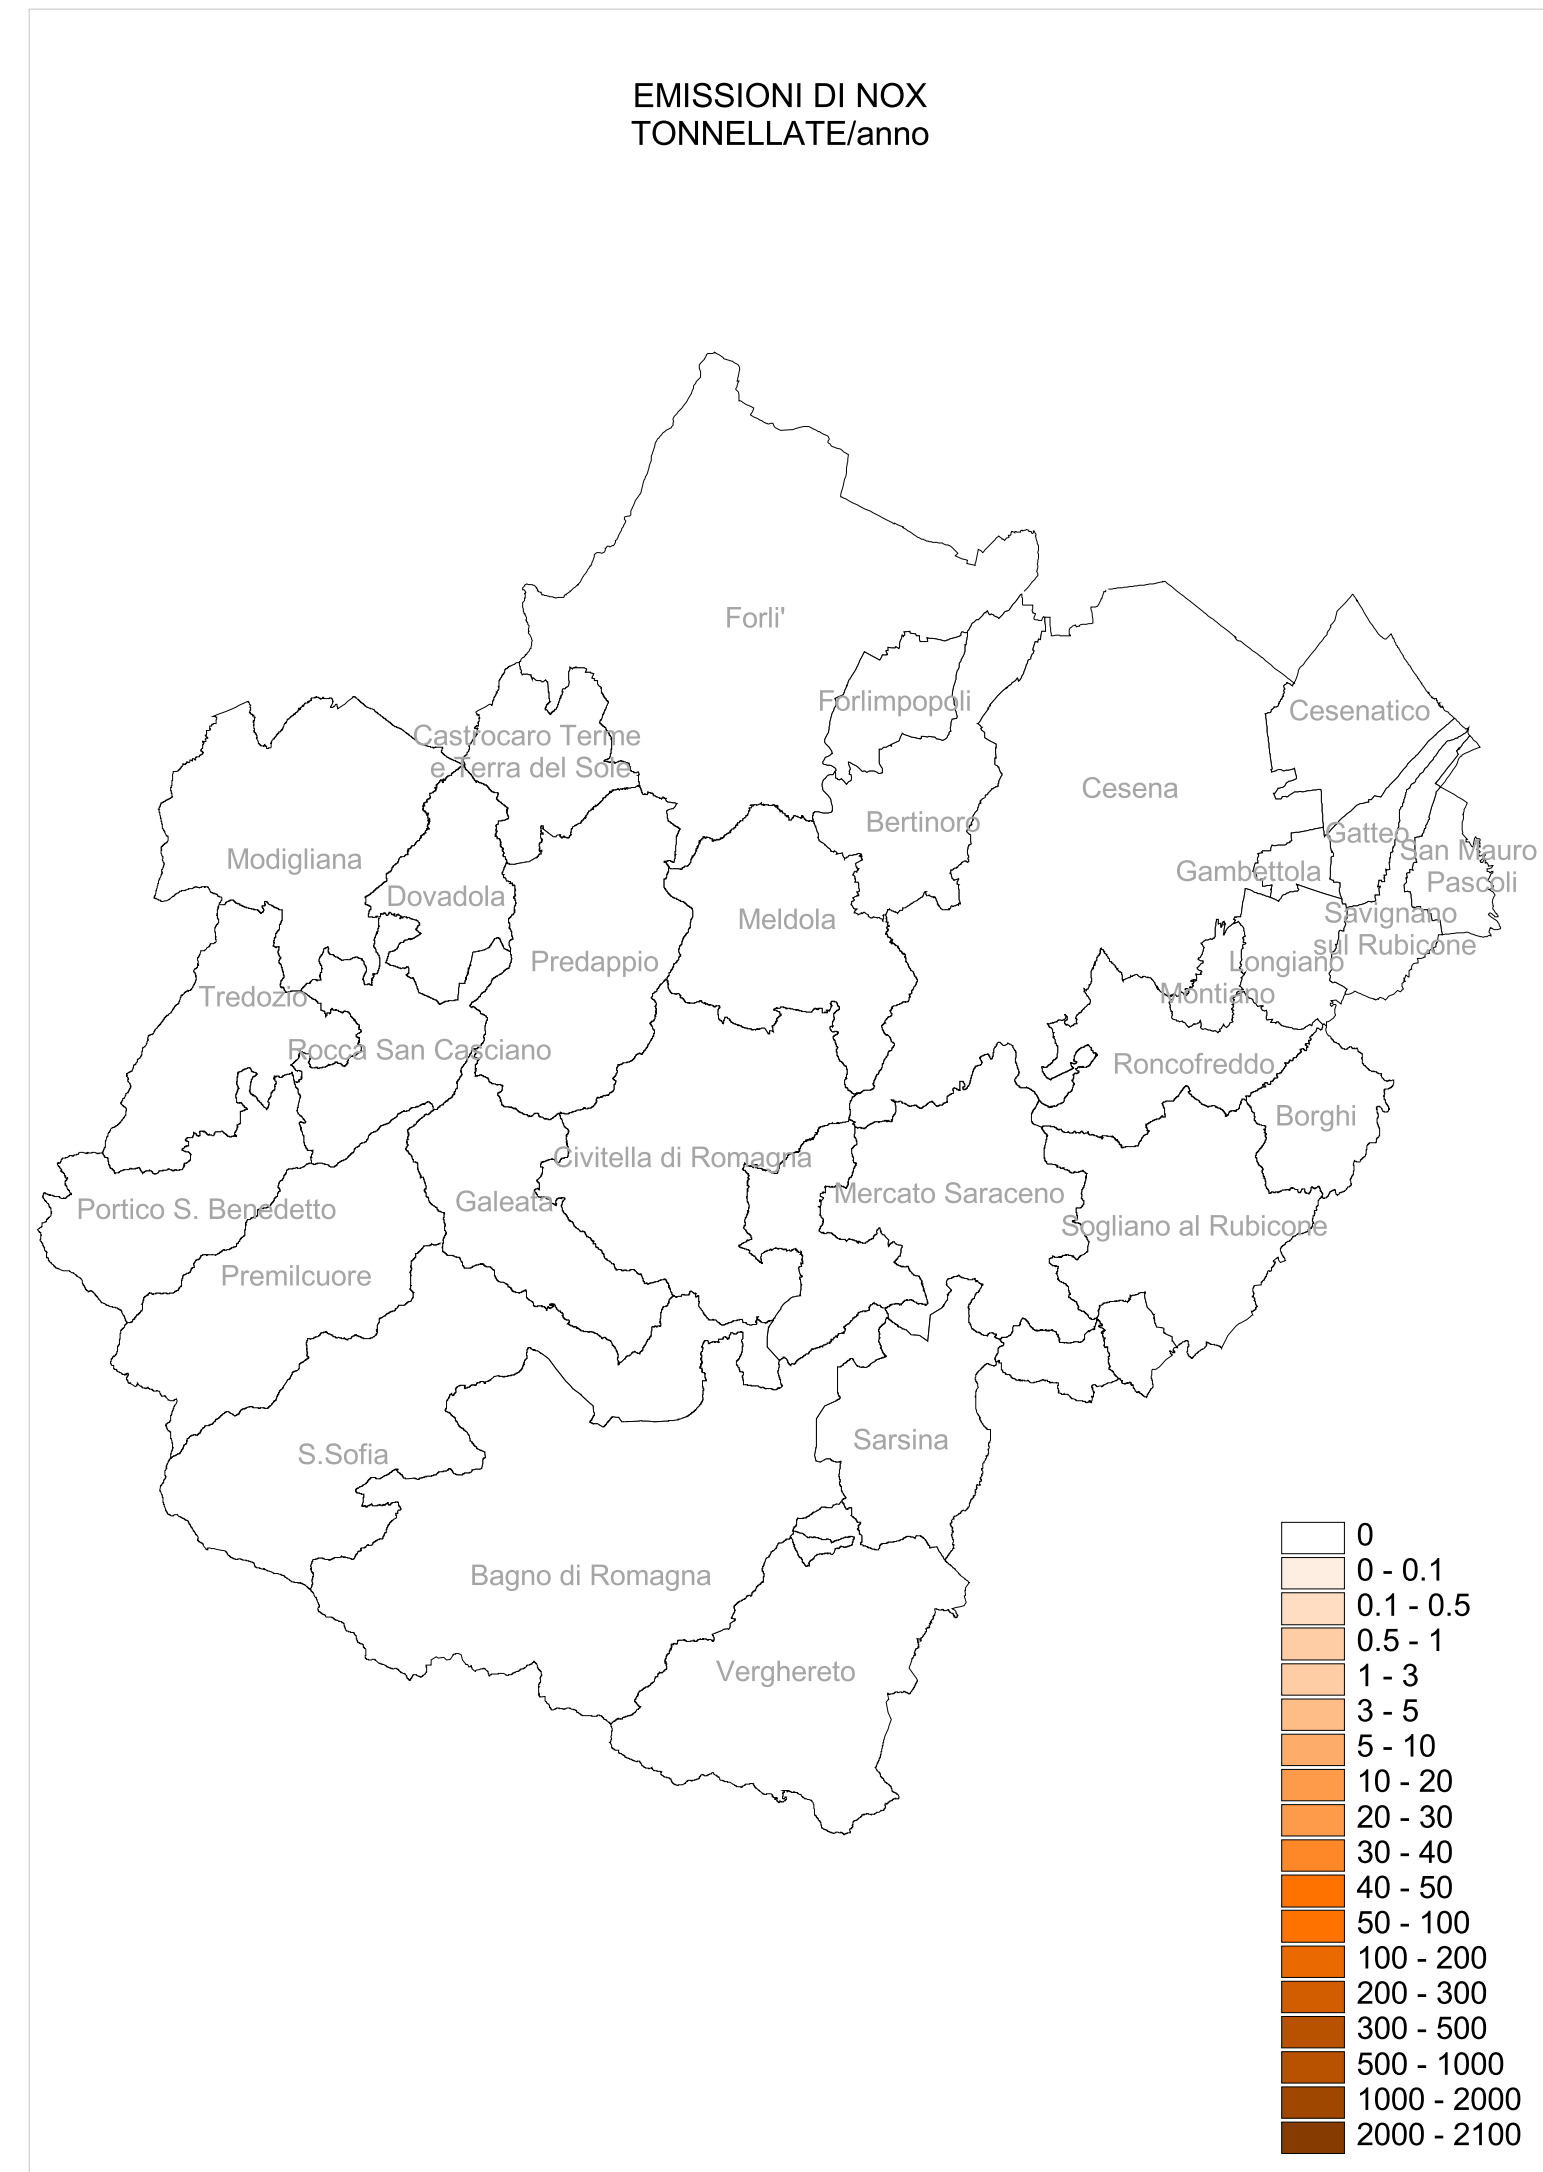 EMISSIONI DI NOX
TONNELLATE/anno
Forli'
Forlimpopoli
Cesenatico
Castrocaro Terme
e Terra del Sole
Cesena
Bertinoro
Gatteo
San Mauro
Pascoli
Modigliana
Gambettola
Dovadola
Meldola
Savignano
sul Rubicone
Predappio
Longiano
Tredozio
Montiano
Rocca San Casciano
Roncofreddo
Borghi
Civitella di Romagna
Galeata
Mercato Saraceno
Portico S. Benedetto
Sogliano al Rubicone
Premilcuore
Sarsina
S.Sofia
Bagno di Romagna
Verghereto
0
0 - 0.1
0.1 - 0.5
0.5 - 1
1 - 3
3 - 5
5 - 10
10 - 20
20 - 30
30 - 40
40 - 50
50 - 100
100 - 200
200 - 300
300 - 500
500 - 1000
1000 - 2000
2000 - 2100